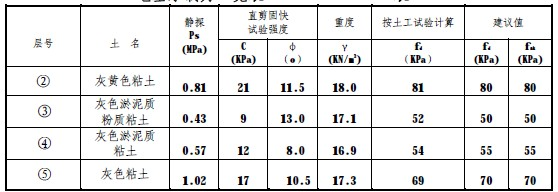 层号 土 名 静探 Ps (MPa) 直剪固快 试验强度 重度 按土工试验计算 建议值
C (KPa) φ (o) γ (KN/m³) f_d (KPa) f_d (KPa) f_ak (KPa)
② 灰黄色粘土 0.81 21 11.5 18.0 81 80 80
③ 灰色淤泥质 粉质粘土 0.43 9 13.0 17.1 52 50 50
④ 灰色淤泥质 粘土 0.57 12 8.0 16.9 54 55 55
⑤ 灰色粘土 1.02 17 10.5 17.3 69 70 70